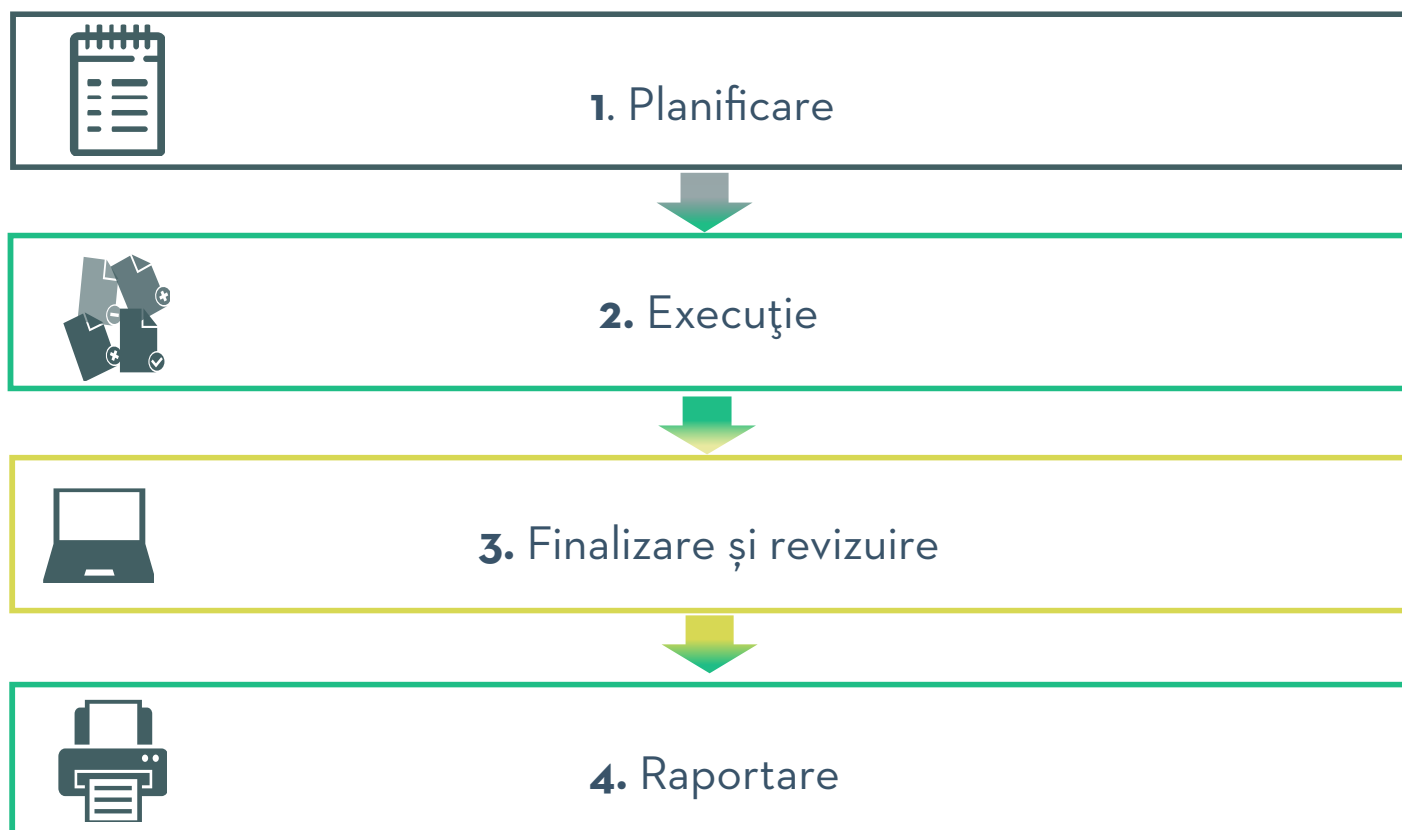 1. Planificare
2. Execuţie
3. Finalizare și revizuire
4. Raportare